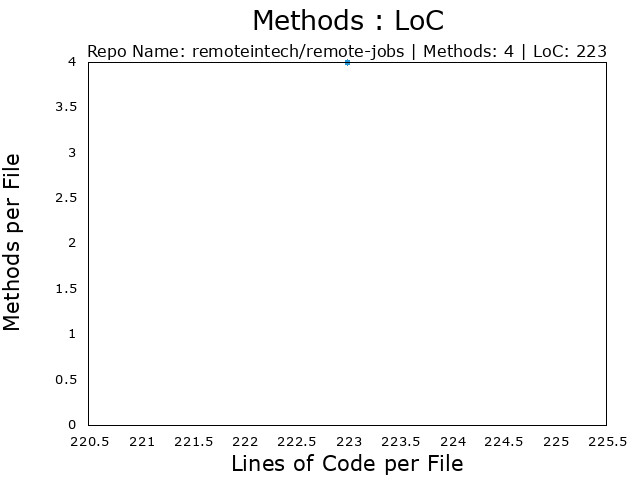 Methods : LoC
Repo Name: remoteintech/remote-jobs | Methods: 4 | LoC: 223
Methods per File
4
3.5
3
2.5
2
1.5
1
0.5
0
220.5 221 221.5 222 222.5 223 223.5 224 224.5 225 225.5
Lines of Code per File